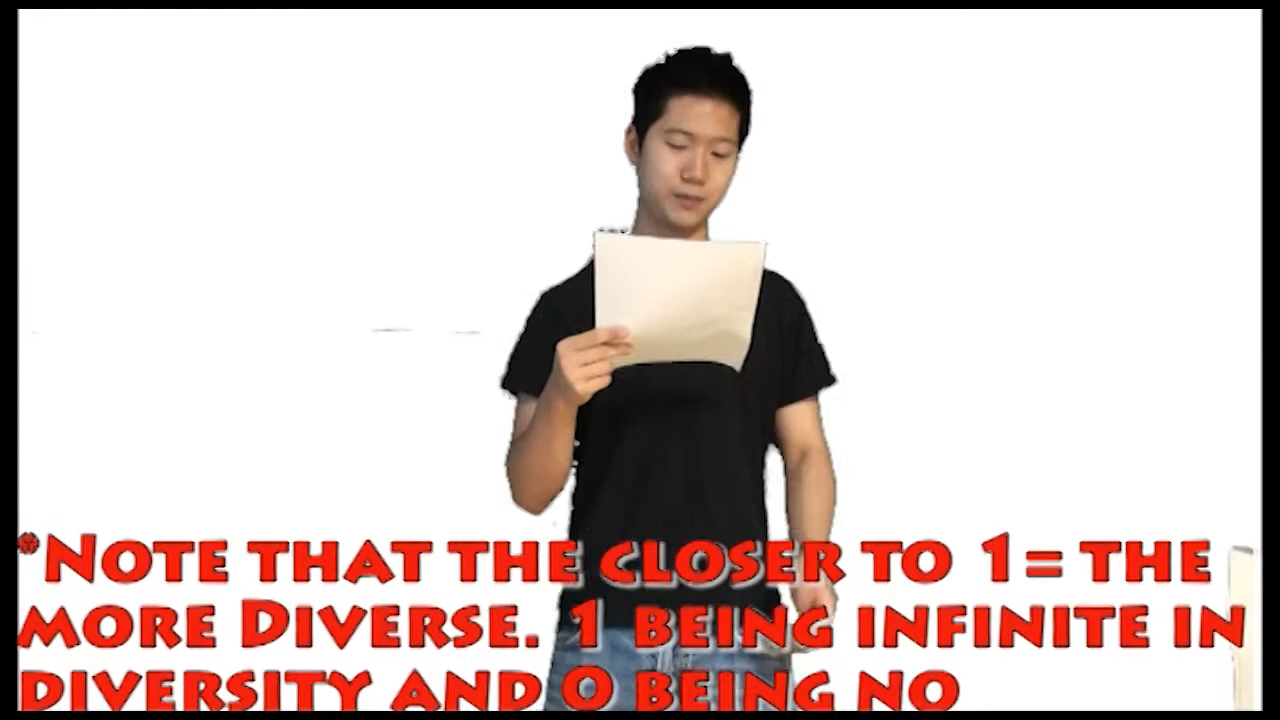 *Note that the closer to 1= the
more Diverse. 1 being infinite in
diversity and 0 being no